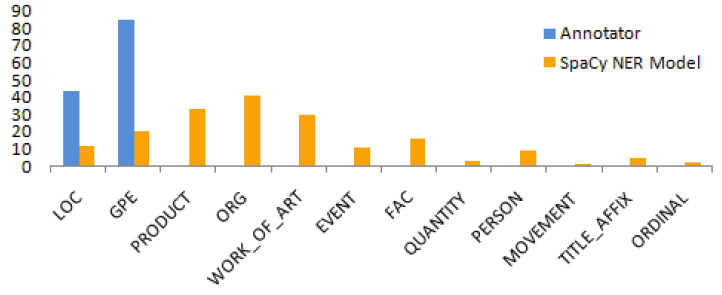 90
80
70
60
50
40
30
20
10
0
Annotator
SpaCy NER Model
LOC
GPE
PRODUCT
ORG
WORK_OF_ART
EVENT
FAC
QUANTITY
PERSON
MOVEMENT
TITLE_AFFIX
ORDINAL